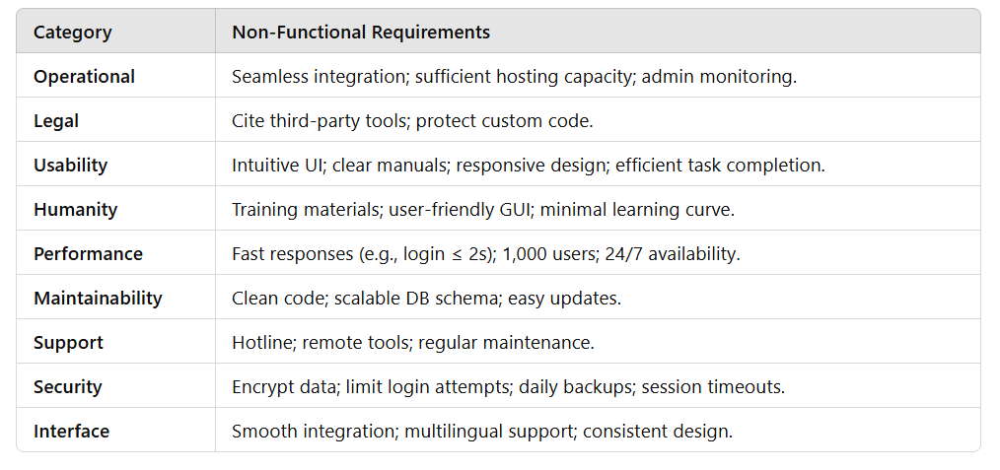 Category Non-Functional Requirements
Operational Seamless integration; sufficient hosting capacity; admin monitoring.
Legal Cite third-party tools; protect custom code.
Usability Intuitive UI; clear manuals; responsive design; efficient task completion.
Humanity Training materials; user-friendly GUI; minimal learning curve.
Performance Fast responses (e.g., login ≤ 2s); 1,000 users; 24/7 availability.
Maintainability Clean code; scalable DB schema; easy updates.
Support Hotline; remote tools; regular maintenance.
Security Encrypt data; limit login attempts; daily backups; session timeouts.
Interface Smooth integration; multilingual support; consistent design.